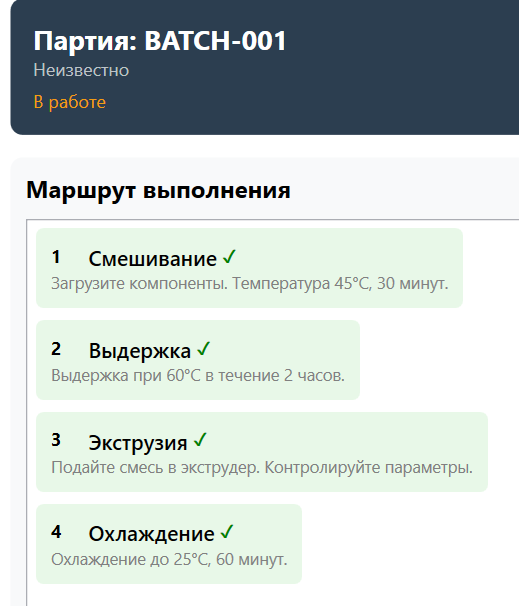 Партия: BATCH-001
Неизвестно
В работе
Маршрут выполнения
1 Смешивание ✓
Загрузите компоненты. Температура 45°C, 30 минут.
2 Выдержка ✓
Выдержка при 60°C в течение 2 часов.
3 Экструзия ✓
Подайте смесь в экструдер. Контролируйте параметры.
4 Охлаждение ✓
Охлаждение до 25°C, 60 минут.